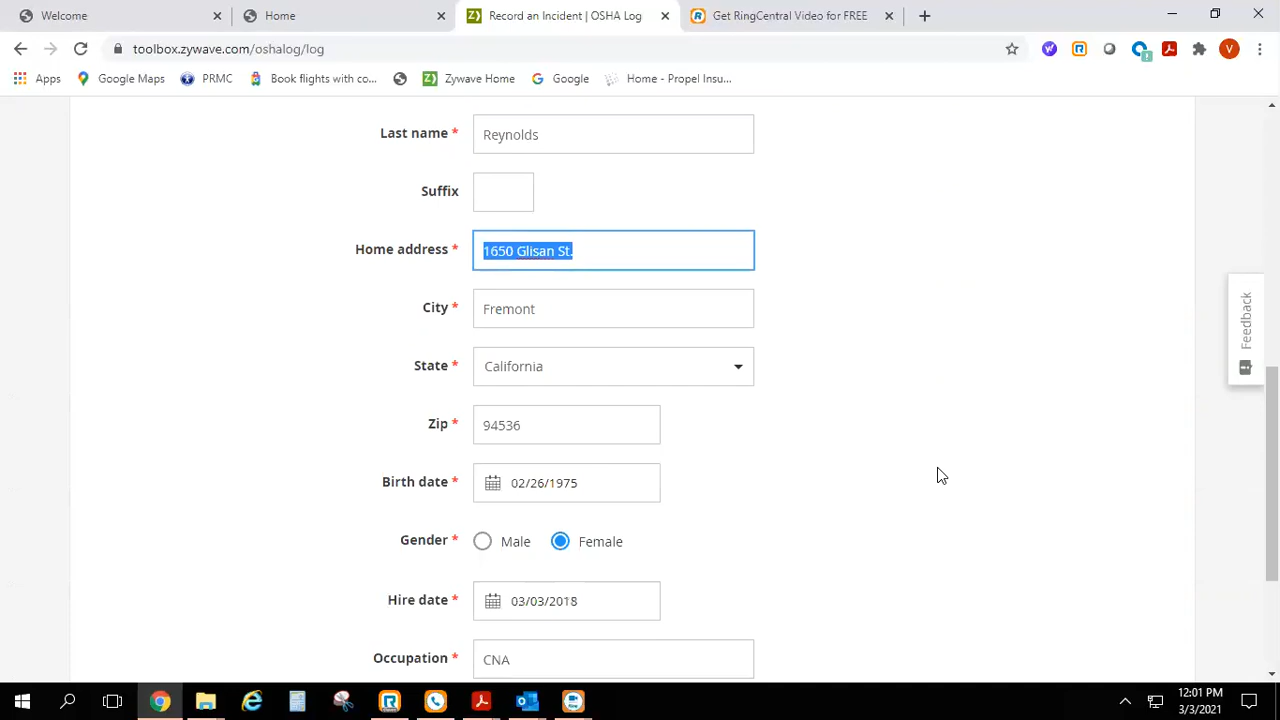 Welcome
Home
Record an Incident | OSHA Log
Get RingCentral Video for FREE
toolbox.zywave.com/oshalog/log
V
Apps
Google Maps
PRMC
Book flights with co...
Zywave Home
Google
Home - Propel Insu...
Last name *
Reynolds
Suffix
Home address *
1650 Glisan St.
City *
Fremont
State *
California
Zip *
94536
Birth date *
02/26/1975
Gender *
Male
Female
Hire date *
03/03/2018
Occupation *
CNA
Feedback
12:01 PM
3/3/2021